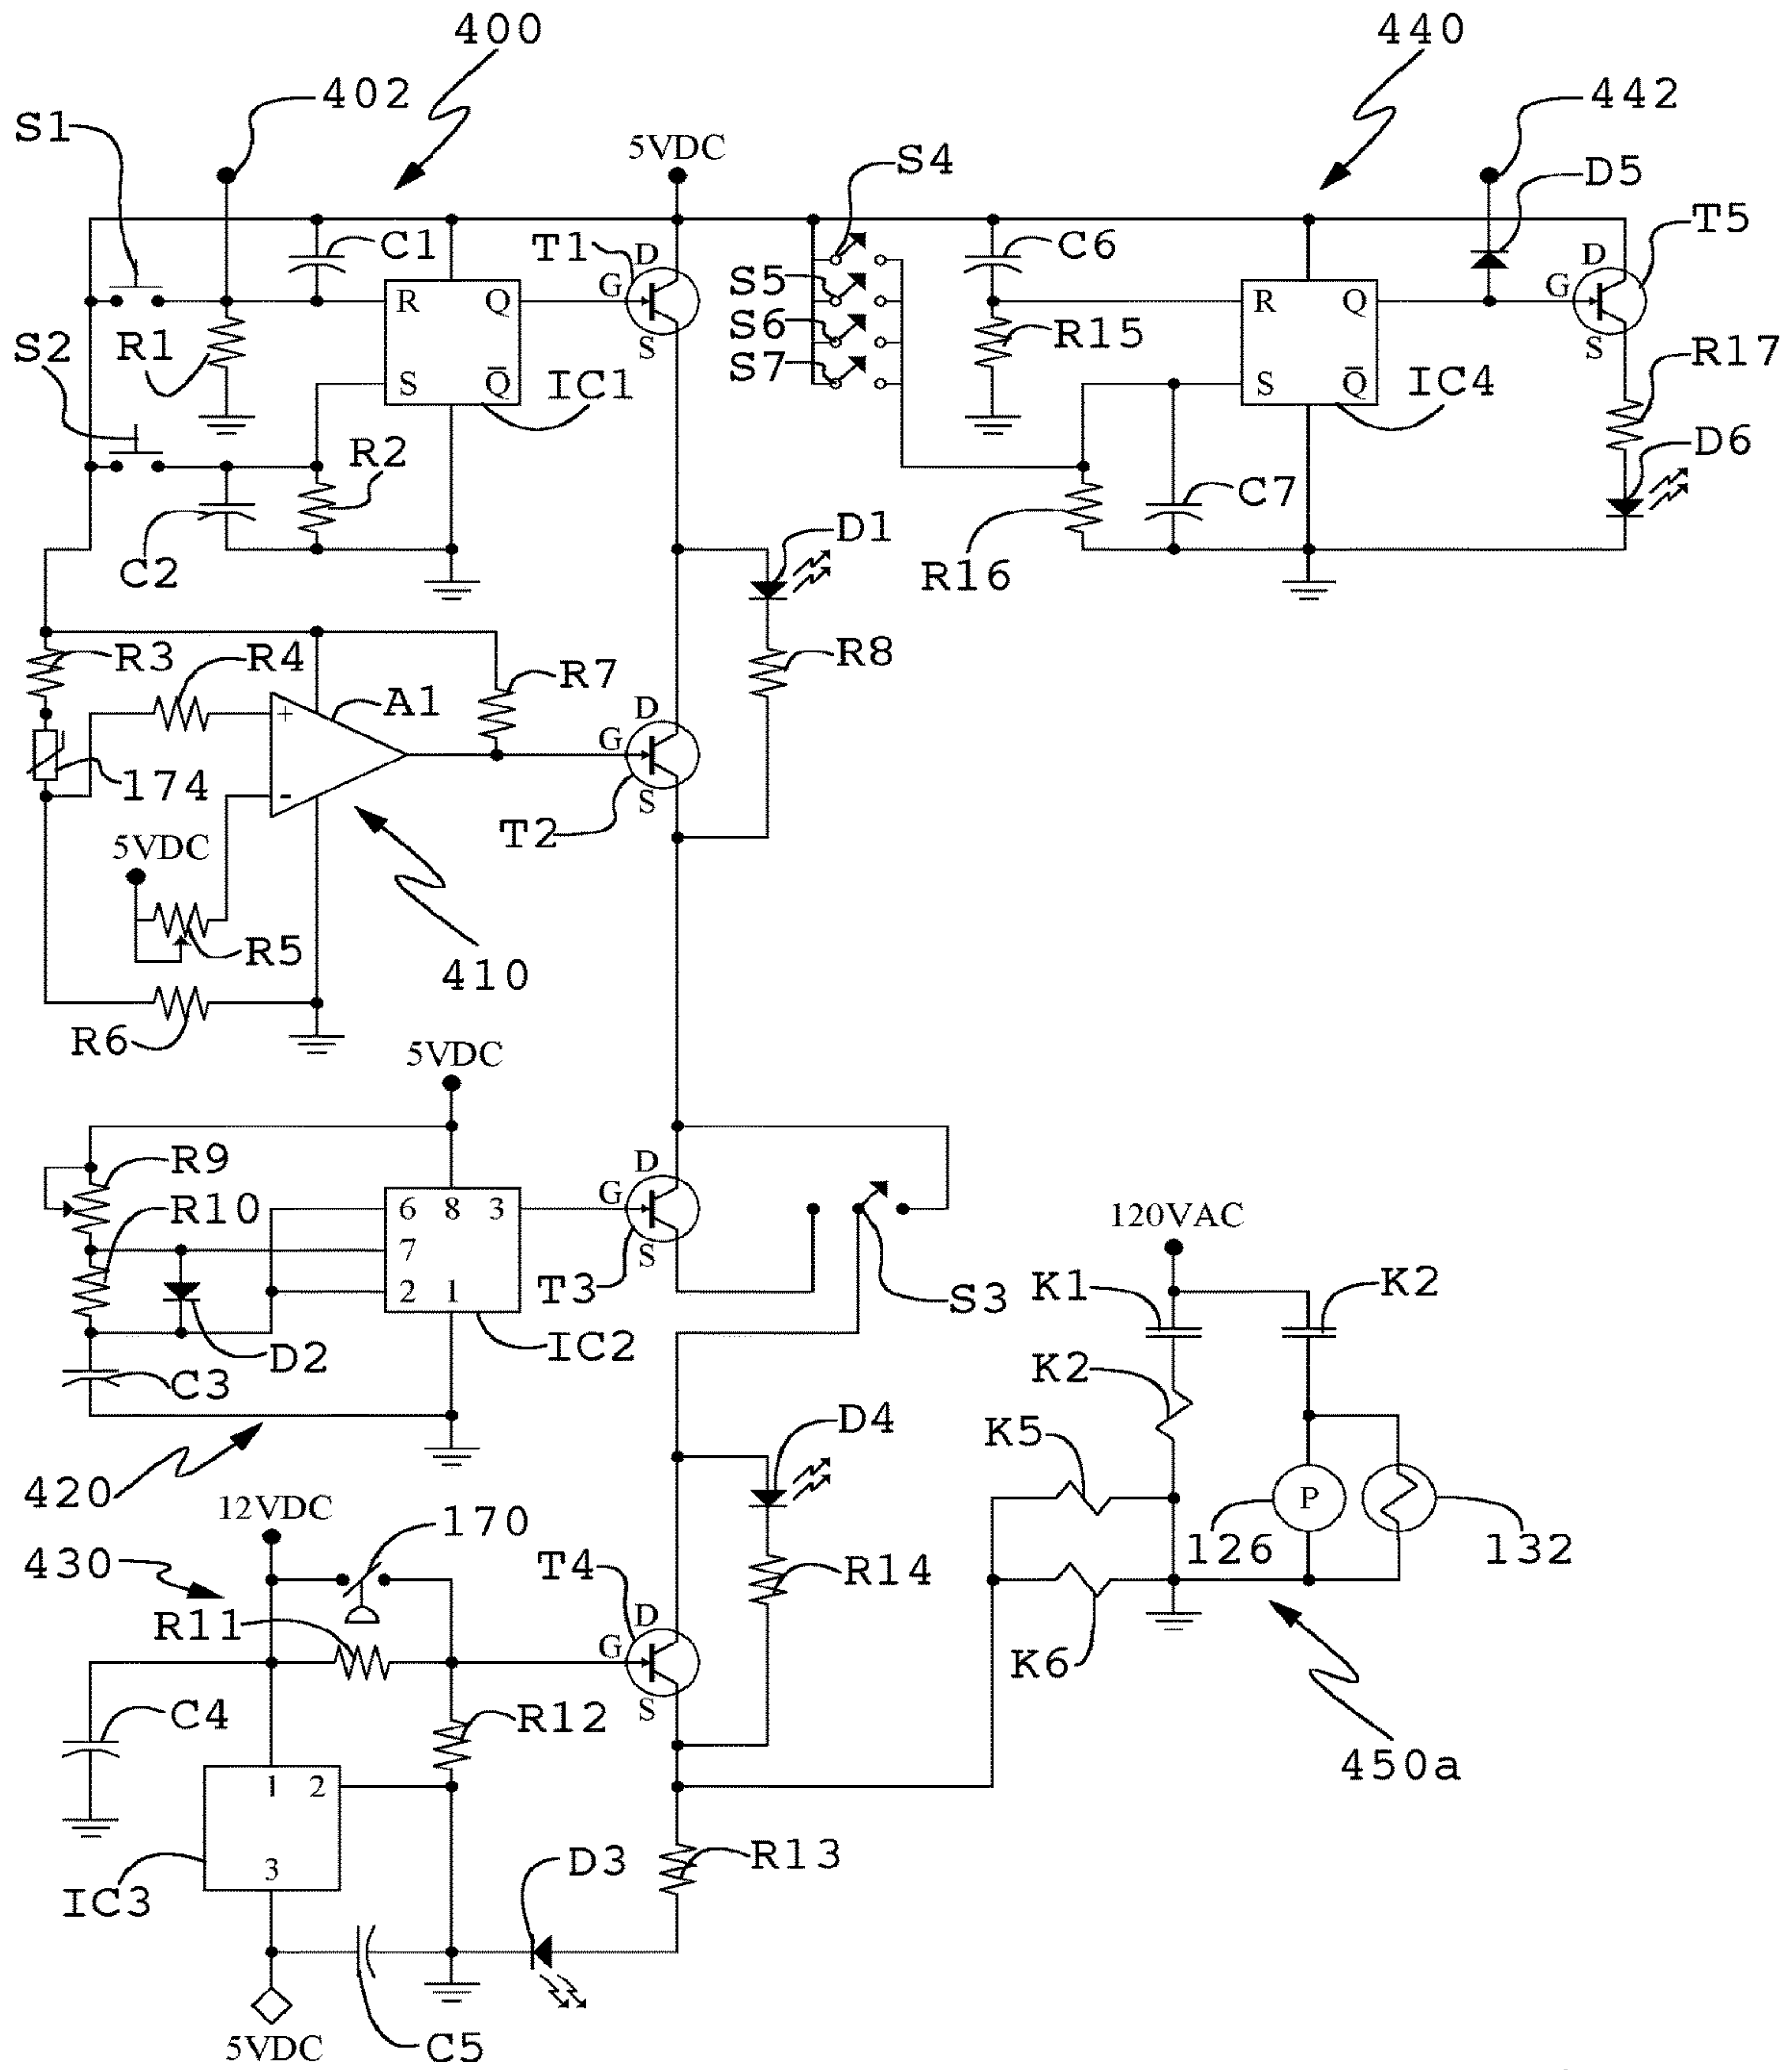 400
440
402
442
S1
5VDC
S4
D5
C1
T1
D
C6
T5
D
S5
G
G
R
Q
R
Q
S2
R1
S6
R15
S
S
R17
S7
S
Q̄
IC1
S
Q̄
IC4
R2
D6
C7
D1
C2
R16
R3
R4
R8
R7
A1
D
+
G
174
-
S
T2
5VDC
R5
410
R6
5VDC
R9
D
R10
6
8
3
G
120VAC
7
S
K1
K2
2
1
T3
S3
D2
IC2
K2
C3
D4
K5
420
12VDC
170
P
430
T4
126
132
R14
D
R11
G
K6
S
C4
R12
450a
1
2
R13
D3
3
IC3
5VDC
C5